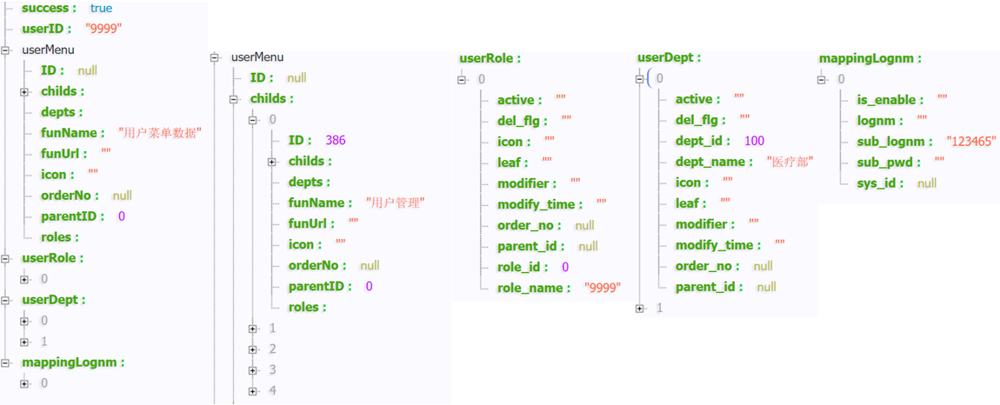 success : true
userID : "9999"
userMenu
ID : null
childs :
depts :
funName : "用户菜单数据"
funUrl : ""
icon : ""
orderNo : null
parentID : 0
roles :
userRole :
0
userDept :
0
1
mappingLognm :
0
userMenu
ID : null
childs :
0
ID : 386
childs :
depts :
funName : "用户管理"
funUrl : ""
icon : ""
orderNo : null
parentID : 0
roles :
1
2
3
4
userRole :
0
active : ""
del_flg : ""
icon : ""
leaf : ""
modifier : ""
modify_time : ""
order_no : null
parent_id : null
role_id : 0
role_name : "9999"
userDept :
0
active : ""
del_flg : ""
dept_id : 100
dept_name : "医疗部"
icon : ""
leaf : ""
modifier : ""
modify_time : ""
order_no : null
parent_id : null
1
mappingLognm :
0
is_enable : ""
lognm : ""
sub_lognm : "123465"
sub_pwd : ""
sys_id : null